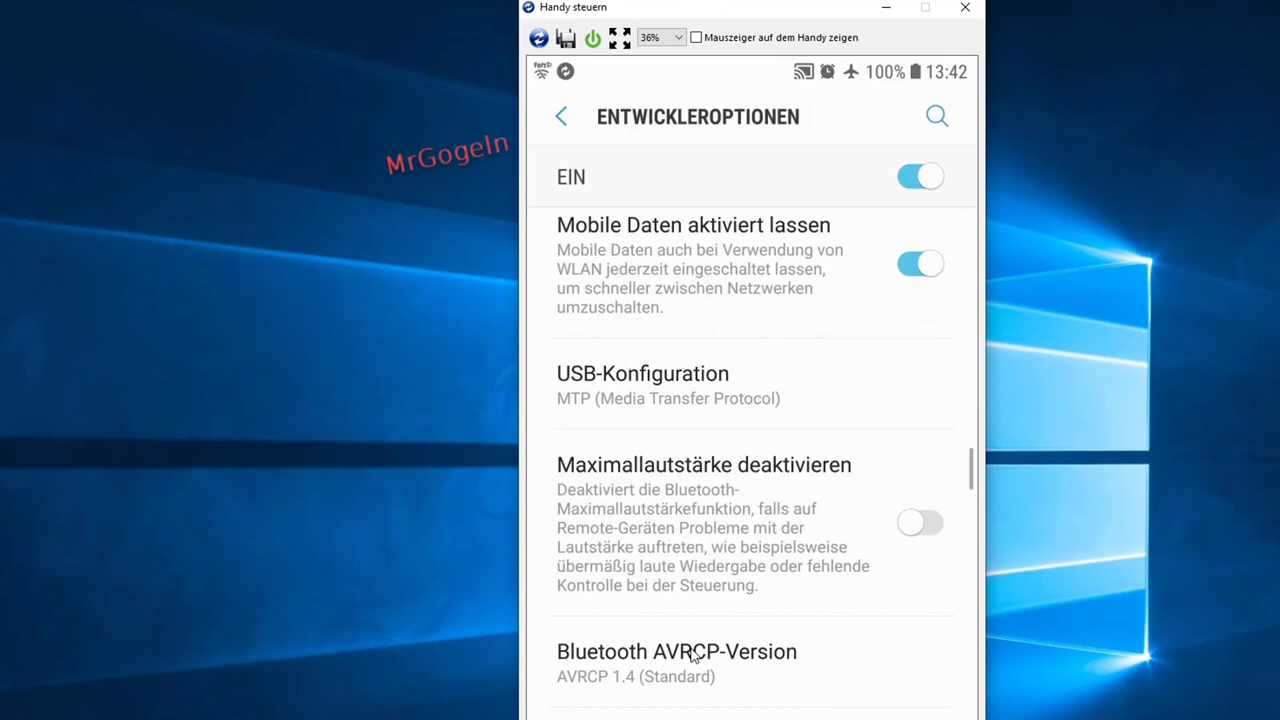 Handy steuern
36%
Mauszeiger auf dem Handy zeigen
FRITZ!
100%
13:42
ENTWICKLEROPTIONEN
MrGogeln
EIN
Mobile Daten aktiviert lassen
Mobile Daten auch bei Verwendung von
WLAN jederzeit eingeschaltet lassen,
um schneller zwischen Netzwerken
umzuschalten.
USB-Konfiguration
MTP (Media Transfer Protocol)
Maximallautstärke deaktivieren
Deaktiviert die Bluetooth-
Maximallautstärkefunktion, falls auf
Remote-Geräten Probleme mit der
Lautstärke auftreten, wie beispielsweise
übermäßig laute Wiedergabe oder fehlende
Kontrolle bei der Steuerung.
Bluetooth AVRCP-Version
AVRCP 1.4 (Standard)